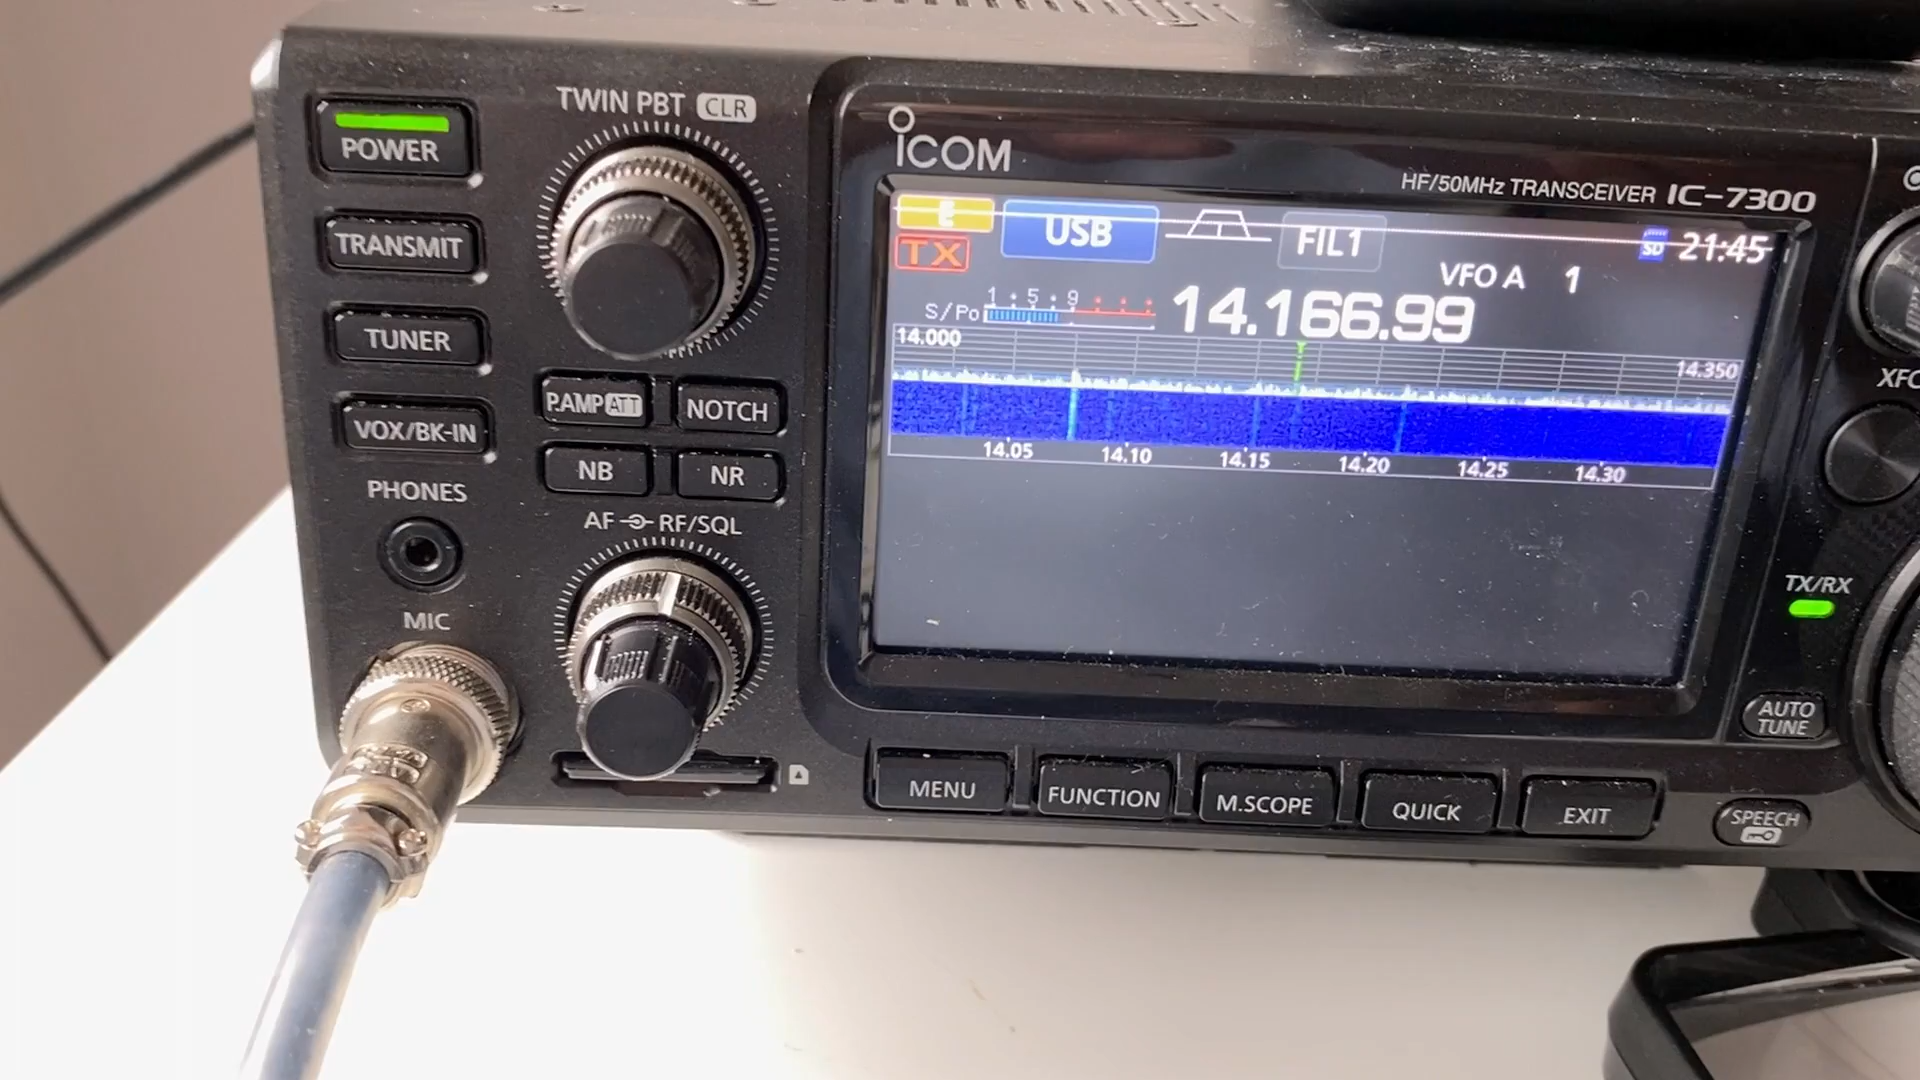 TWIN PBT CLR
POWER
TRANSMIT
TUNER
VOX/BK-IN
P.AMP ATT
NOTCH
NB
NR
PHONES
AF RF/SQL
MIC
ICOM
HF/50MHz TRANSCEIVER IC-7300
E
USB
FIL1
SD
21:45
TX
VFO A 1
1 • 5 • 9
S/Po
14.166.99
14.000
T
14.350
14.05 14.10 14.15 14.20 14.25 14.30
XFC
TX/RX
AUTO
TUNE
MENU
FUNCTION
M.SCOPE
QUICK
EXIT
SPEECH